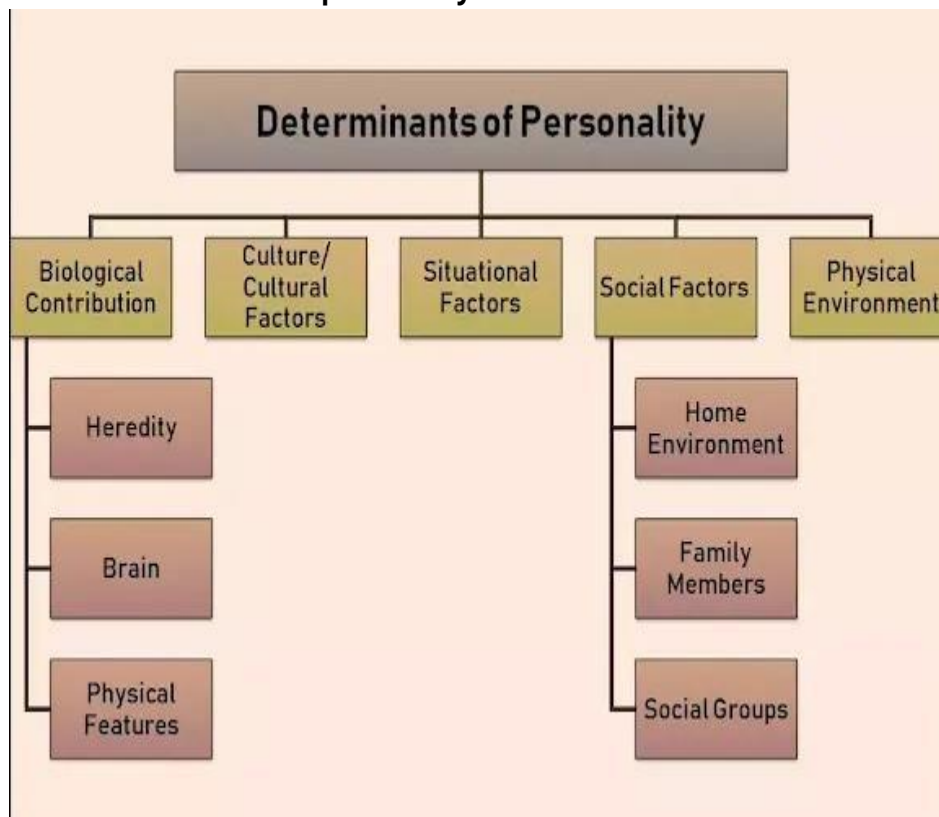 Determinants of Personality
Biological
Contribution
Culture/
Cultural
Factors
Situational
Factors
Social Factors
Physical
Environment
Heredity
Brain
Physical
Features
Home
Environment
Family
Members
Social Groups